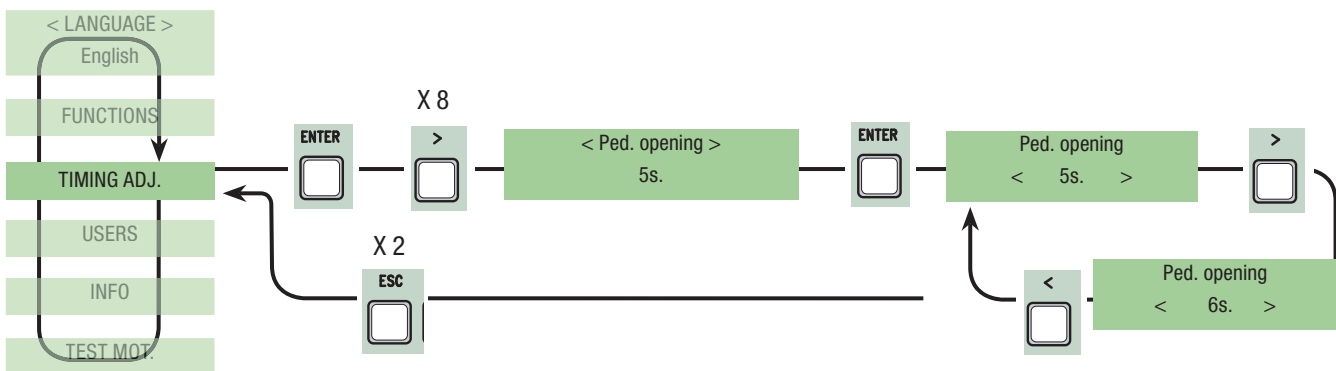 < LANGUAGE >
English
FUNCTIONS
TIMING ADJ.
USERS
INFO
TEST MOT.
ENTER
X 8
>
< Ped. opening >
5s.
ENTER
Ped. opening
< 5s. >
>
X 2
ESC
<
Ped. opening
< 6s. >